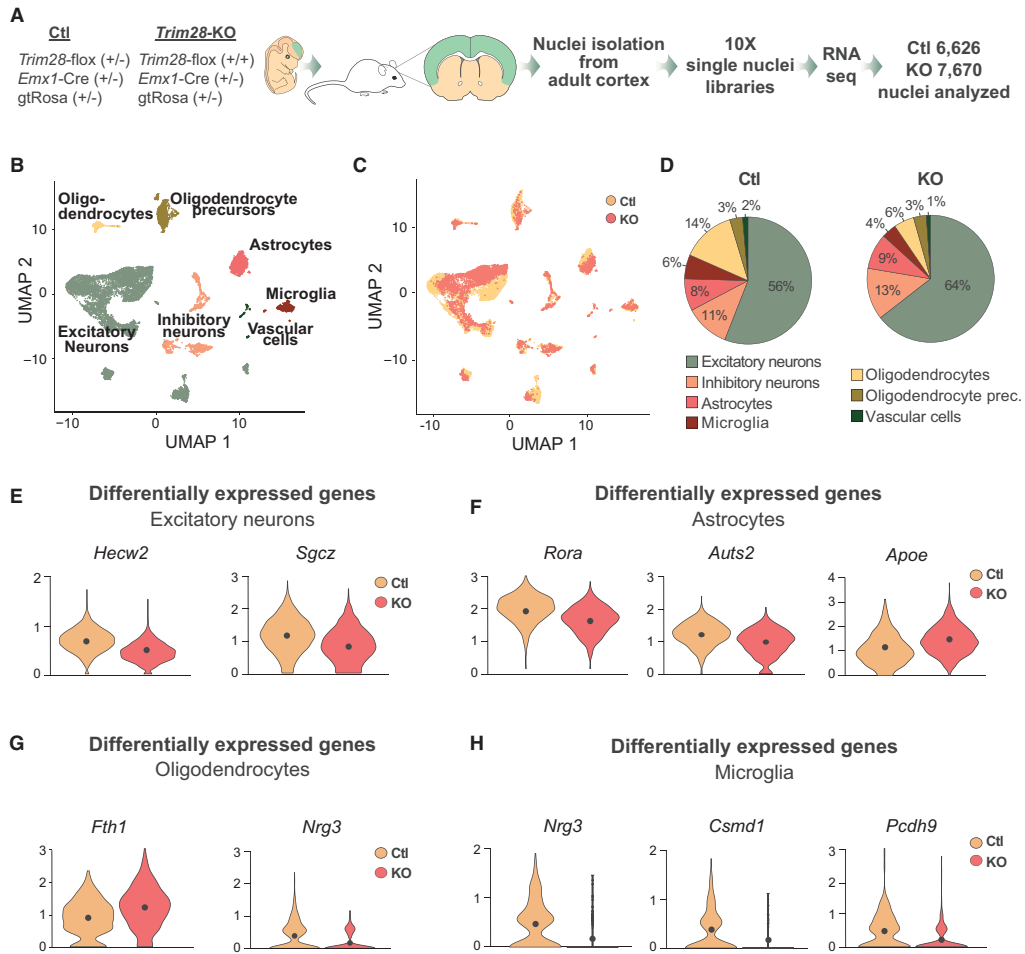 A
Ctl
Trim28-flox (+/-)
Emx1-Cre (+/-)
gtRosa (+/-)
Trim28-KO
Trim28-flox (+/+)
Emx1-Cre (+/-)
gtRosa (+/-)
Nuclei isolation
from
adult cortex
10X
single nuclei
libraries
RNA
seq
Ctl 6,626
KO 7,670
nuclei analyzed
B
UMAP 2
10
0
−10
Oligo-
dendrocytes
Oligodendrocyte
precursors
Astrocytes
Microglia
Inhibitory
neurons
Vascular
cells
Excitatory
Neurons
-10
0
10
UMAP 1
C
UMAP 2
10
0
−10
Ctl
KO
−10
0
10
UMAP 1
D
Ctl
3%
2%
14%
6%
8%
11%
56%
KO
3%
1%
6%
4%
9%
13%
64%
Excitatory neurons
Inhibitory neurons
Astrocytes
Microglia
Oligodendrocytes
Oligodendrocyte prec.
Vascular cells
E
Differentially expressed genes
Excitatory neurons
Hecw2
2
1
0
Sgcz
3
2
1
0
Ctl
KO
F
Differentially expressed genes
Astrocytes
Rora
3
2
1
0
Auts2
3
2
1
0
Apoe
4
3
2
1
0
Ctl
KO
G
Differentially expressed genes
Oligodendrocytes
Fth1
3
2
1
0
Nrg3
3
2
1
0
Ctl
KO
H
Differentially expressed genes
Microglia
Nrg3
2
1
0
Csmd1
2
1
0
Pcdh9
3
2
1
0
Ctl
KO